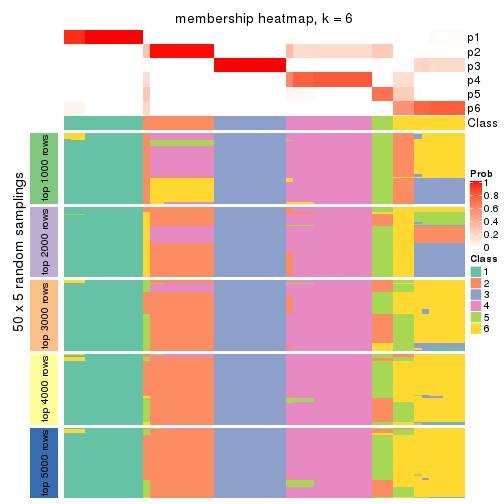 membership heatmap, k = 6
p1
p2
p3
p4
p5
p6
Class
50 x 5 random samplings
top 1000 rows
top 2000 rows
top 3000 rows
top 4000 rows
top 5000 rows
Prob
1
0.8
0.6
0.4
0.2
0
Class
1
2
3
4
5
6